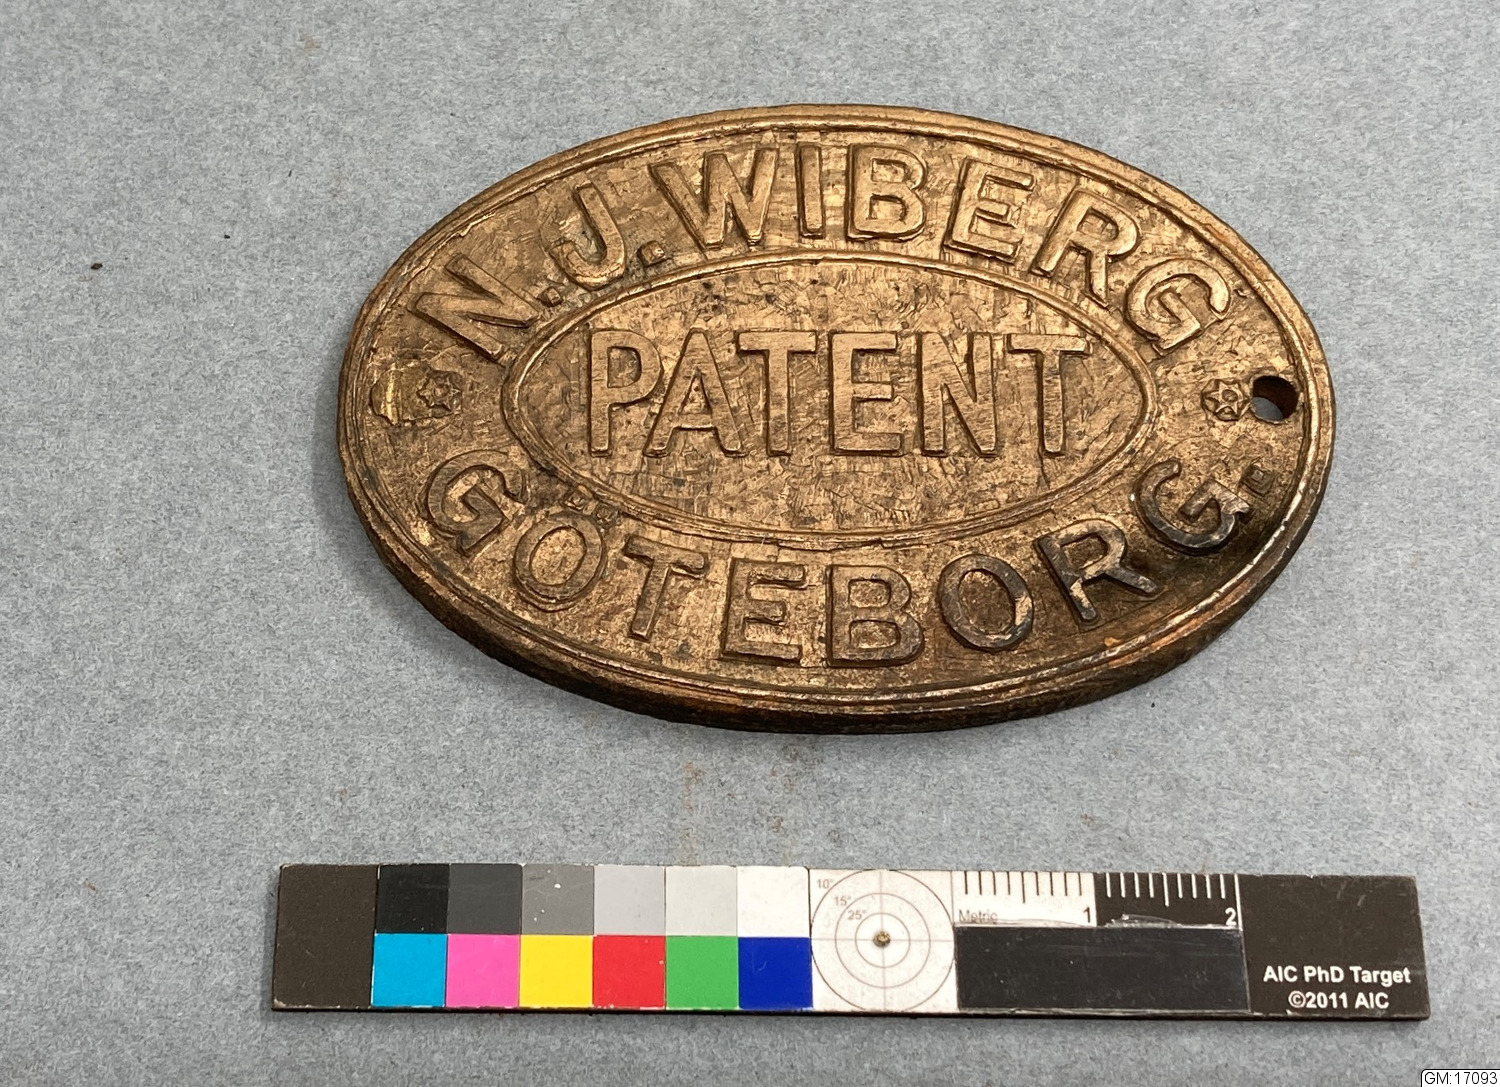 N. J. WIBERG
PATENT
GÖTEBORG.
10°
15°
25°
Metric 1 2
AIC PhD Target
©2011 AIC
GM:17093